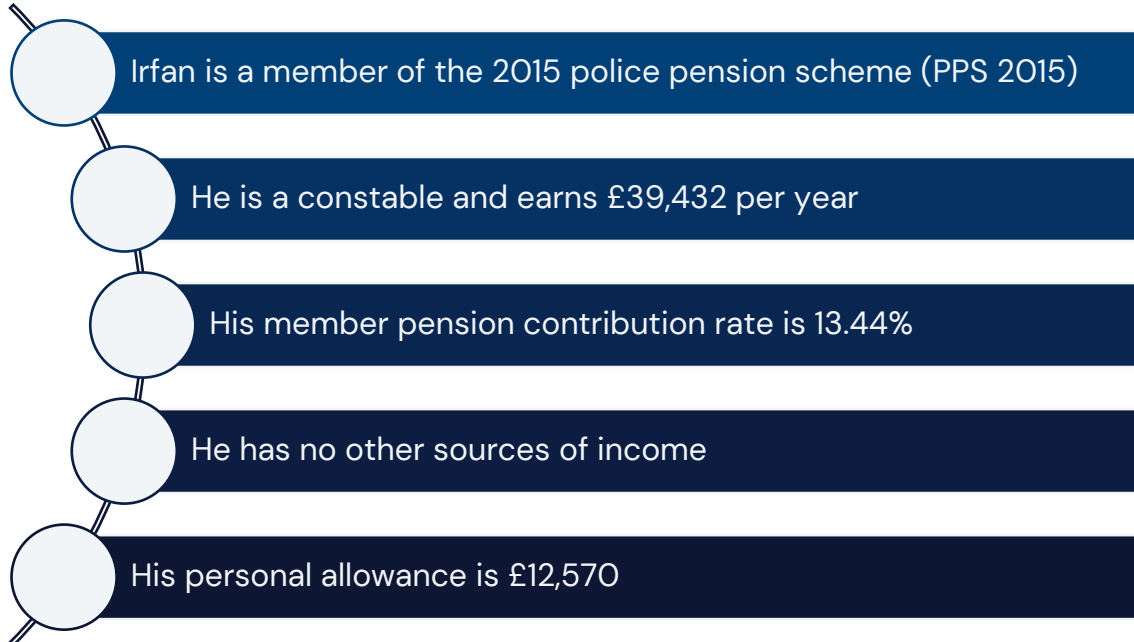 Irfan is a member of the 2015 police pension scheme (PPS 2015)
He is a constable and earns £39,432 per year
His member pension contribution rate is 13.44%
He has no other sources of income
His personal allowance is £12,570